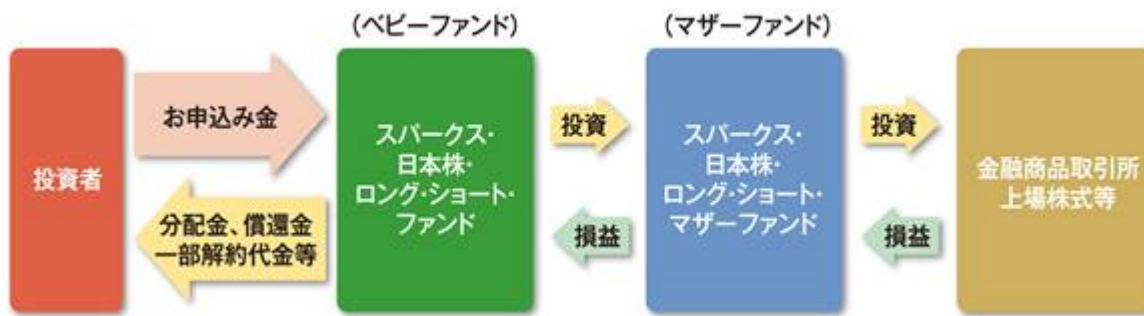 (ベビーファンド)
(マザーファンド)
投資者
お申込み金
分配金、償還金
一部解約代金等
スパークス・
日本株・
ロング・ショート・
ファンド
投資
損益
スパークス・
日本株・
ロング・ショート・
マザーファンド
投資
損益
金融商品取引所
上場株式等